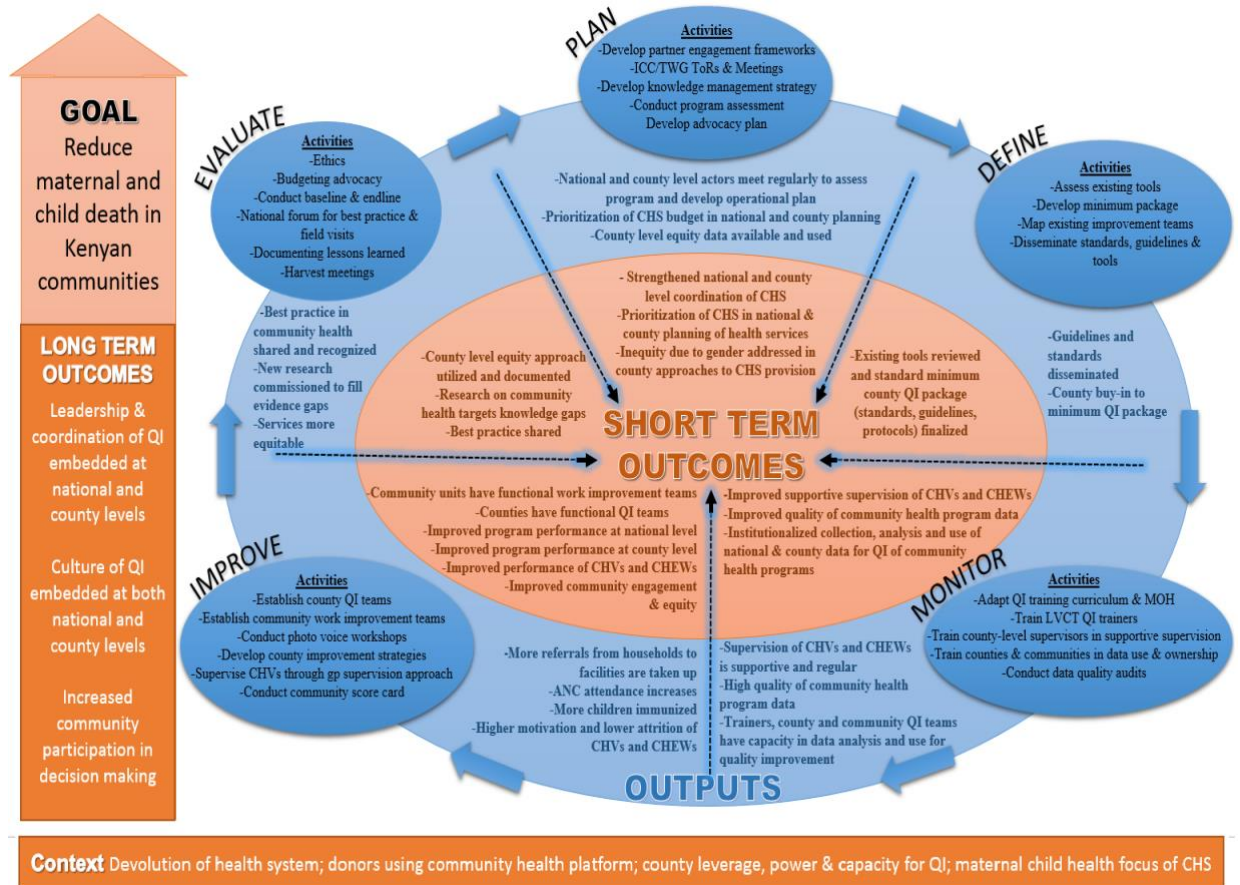 GOAL
Reduce
maternal and
child death in
Kenyan
communities
LONG TERM
OUTCOMES
Leadership &
coordination of QI
embedded at
national and
county levels
Culture of QI
embedded at both
national and
county levels
Increased
community
participation in
decision making
PLAN
Activities
-Develop partner engagement frameworks
-ICC/TWG ToRs & Meetings
-Develop knowledge management strategy
-Conduct program assessment
Develop advocacy plan
DEFINE
Activities
-Assess existing tools
-Develop minimum package
-Map existing improvement teams
-Disseminate standards, guidelines &
tools
MONITOR
Activities
-Adapt QI training curriculum & MOH
-Train LVCT QI trainers
-Train county-level supervisors in supportive supervision
-Train counties & communities in data use & ownership
-Conduct data quality audits
IMPROVE
Activities
-Establish county QI teams
-Establish community work improvement teams
-Conduct photo voice workshops
-Develop county improvement strategies
-Supervise CHVs through gp supervision approach
-Conduct community score card
EVALUATE
Activities
-Ethics
-Budgeting advocacy
-Conduct baseline & endline
-National forum for best practice &
field visits
-Documenting lessons learned
-Harvest meetings
-National and county level actors meet regularly to assess
program and develop operational plan
-Prioritization of CHS budget in national and county planning
-County level equity data available and used
-Guidelines and
standards
disseminated
-County buy-in to
minimum QI package
-Supervision of CHVs and CHEWs
is supportive and regular
-High quality of community health
program data
-Trainers, county and community QI teams
have capacity in data analysis and use for
quality improvement
-More referrals from households to
facilities are taken up
-ANC attendance increases
-More children immunized
-Higher motivation and lower attrition of
CHVs and CHEWs
-Best practice in
community health
shared and recognized
-New research
commissioned to fill
evidence gaps
-Services more
equitable
OUTPUTS
- Strengthened national and county
level coordination of CHS
-Prioritization of CHS in national &
county planning of health services
-Inequity due to gender addressed in
county approaches to CHS provision
-Existing tools reviewed
and standard minimum
county QI package
(standards, guidelines,
protocols) finalized
-Improved supportive supervision of CHVs and CHEWs
-Improved quality of community health program data
-Institutionalized collection, analysis and use of
national & county data for QI of community
health programs
-Community units have functional work improvement teams
-Counties have functional QI teams
-Improved program performance at national level
-Improved program performance at county level
-Improved performance of CHVs and CHEWs
-Improved community engagement
& equity
-County level equity approach
utilized and documented
-Research on community
health targets knowledge gaps
-Best practice shared
SHORT TERM
OUTCOMES
Context Devolution of health system; donors using community health platform; county leverage, power & capacity for QI; maternal child health focus of CHS